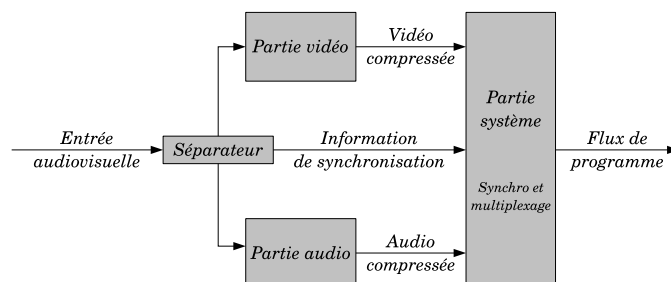 Entrée
audiovisuelle
Séparateur
Partie vidéo
Vidéo
compressée
Information
de synchronisation
Partie audio
Audio
compressée
Partie
système
Synchro et
multiplexage
Flux de
programme